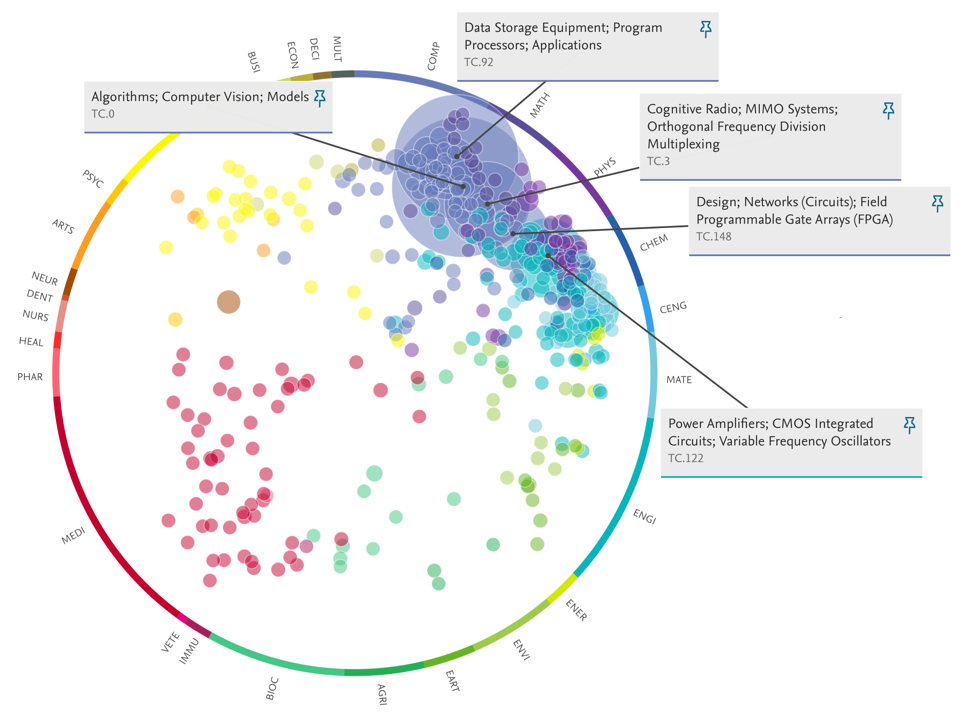 Data Storage Equipment; Program
Processors; Applications
TC.92
Algorithms; Computer Vision; Models
TC.0
Cognitive Radio; MIMO Systems;
Orthogonal Frequency Division
Multiplexing
TC.3
Design; Networks (Circuits); Field
Programmable Gate Arrays (FPGA)
TC.148
Power Amplifiers; CMOS Integrated
Circuits; Variable Frequency Oscillators
TC.122
COMP
MATH
PHYS
CHEM
CENG
MATE
ENGI
ENER
ENVI
EART
AGRI
BIOC
IMMU
VETE
MEDI
PHAR
HEAL
NURS
DENT
NEUR
ARTS
PSYC
BUSI
ECON
DECI
MULT